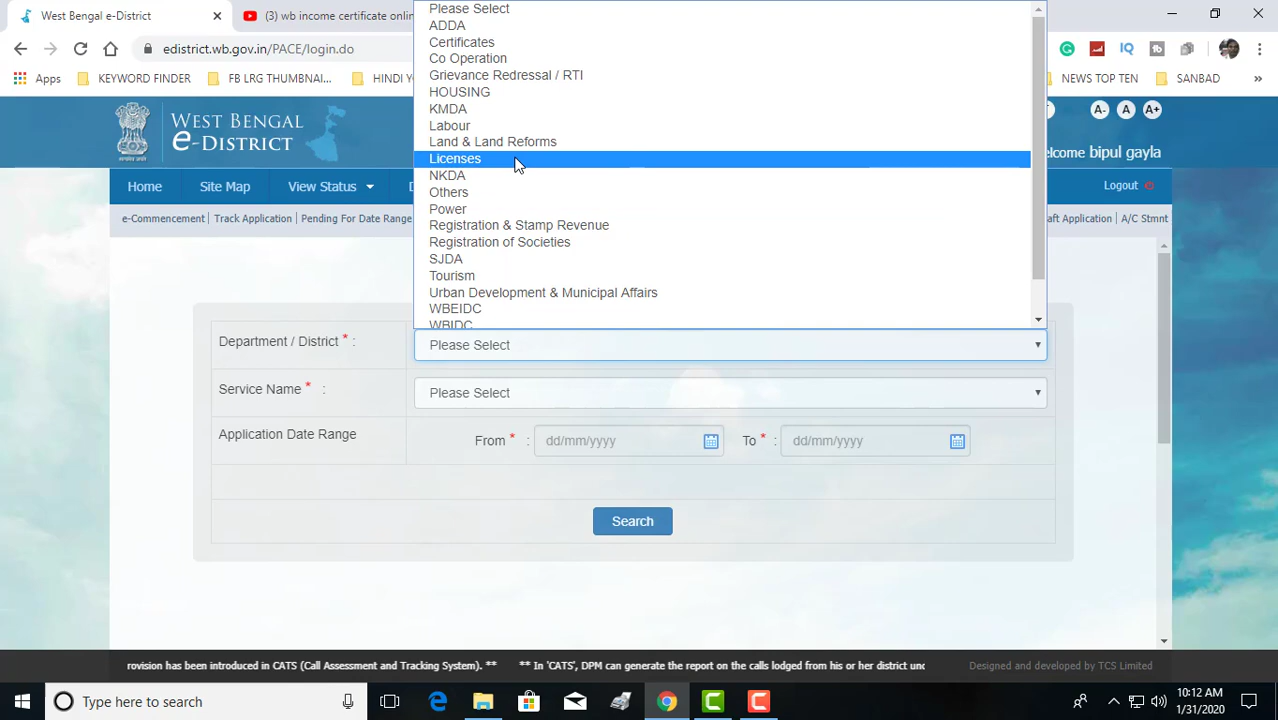 West Bengal e-District
(3) wb income certificate onli
edistrict.wb.gov.in/PACE/login.do
Apps
KEYWORD FINDER
FB LRG THUMBNAI...
HINDI Y
NEWS TOP TEN
SANBAD
»
WEST BENGAL
e-DISTRICT
A-
A
A+
elcome bipul gayla
Home
Site Map
View Status
Logout
e-Commencement
Track Application
Pending For Date Range
aft Application
A/C Stmnt
Please Select
ADDA
Certificates
Co Operation
Grievance Redressal / RTI
HOUSING
KMDA
Labour
Land & Land Reforms
Licenses
NKDA
Others
Power
Registration & Stamp Revenue
Registration of Societies
SJDA
Tourism
Urban Development & Municipal Affairs
WBEIDC
WBIDC
Department / District * :
Please Select
Service Name * :
Please Select
Application Date Range
From * :
dd/mm/yyyy
To * :
dd/mm/yyyy
Search
rovision has been introduced in CATS (Call Assessment and Tracking System). **
** In 'CATS', DPM can generate the report on the calls lodged from his or her district und
Designed and developed by TCS Limited
Type here to search
10:12 AM
1/31/2020